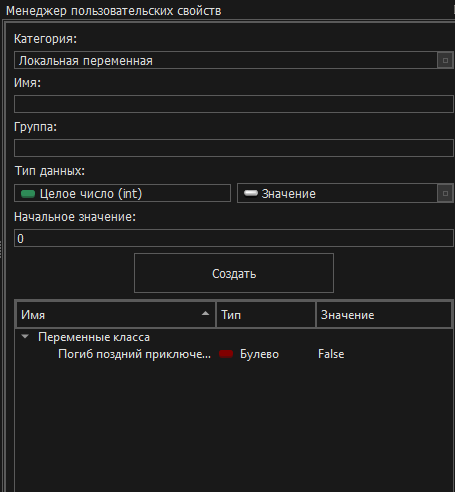 Менеджер пользовательских свойств
Категория:
Локальная переменная
Имя:
Группа:
Тип данных:
Целое число (int) Значение
Начальное значение:
0
Создать
Имя Тип Значение
Переменные класса
Погиб поздний приключе... Булево False